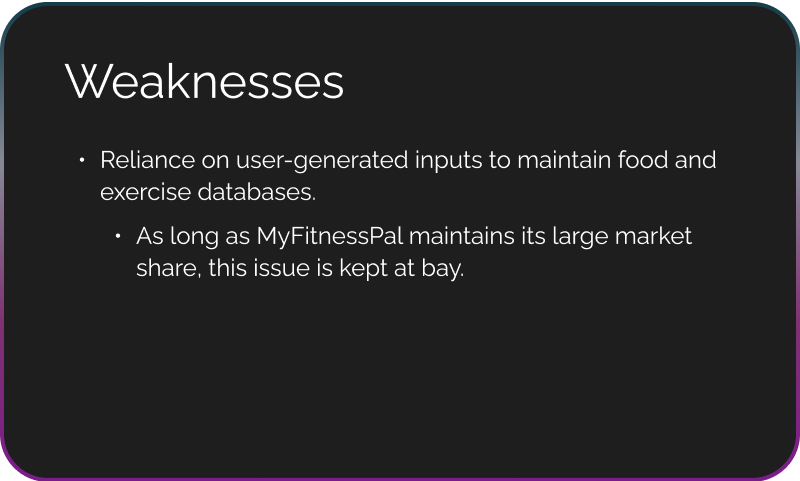 Weaknesses
• Reliance on user-generated inputs to maintain food and
exercise databases.
• As long as MyFitnessPal maintains its large market
share, this issue is kept at bay.